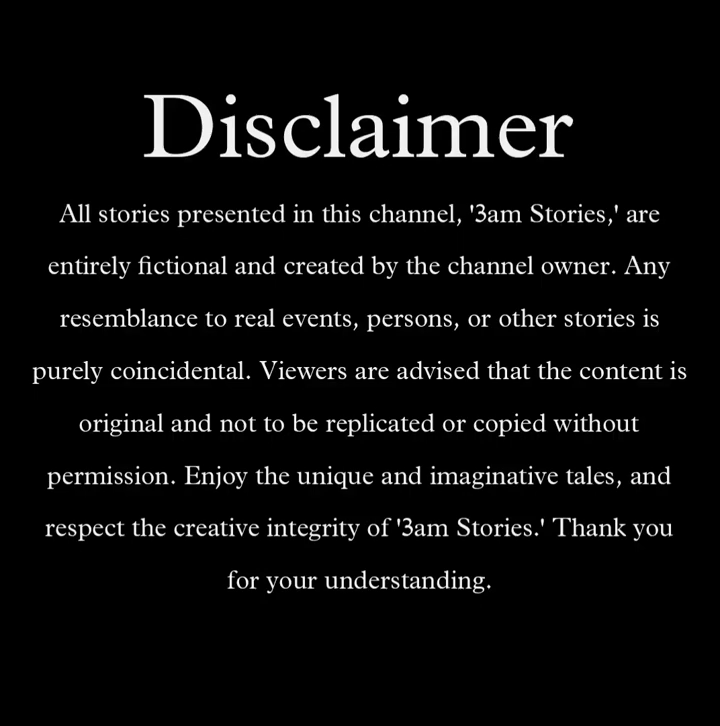 Disclaimer
All stories presented in this channel, '3am Stories,' are
entirely fictional and created by the channel owner. Any
resemblance to real events, persons, or other stories is
purely coincidental. Viewers are advised that the content is
original and not to be replicated or copied without
permission. Enjoy the unique and imaginative tales, and
respect the creative integrity of '3am Stories.' Thank you
for your understanding.